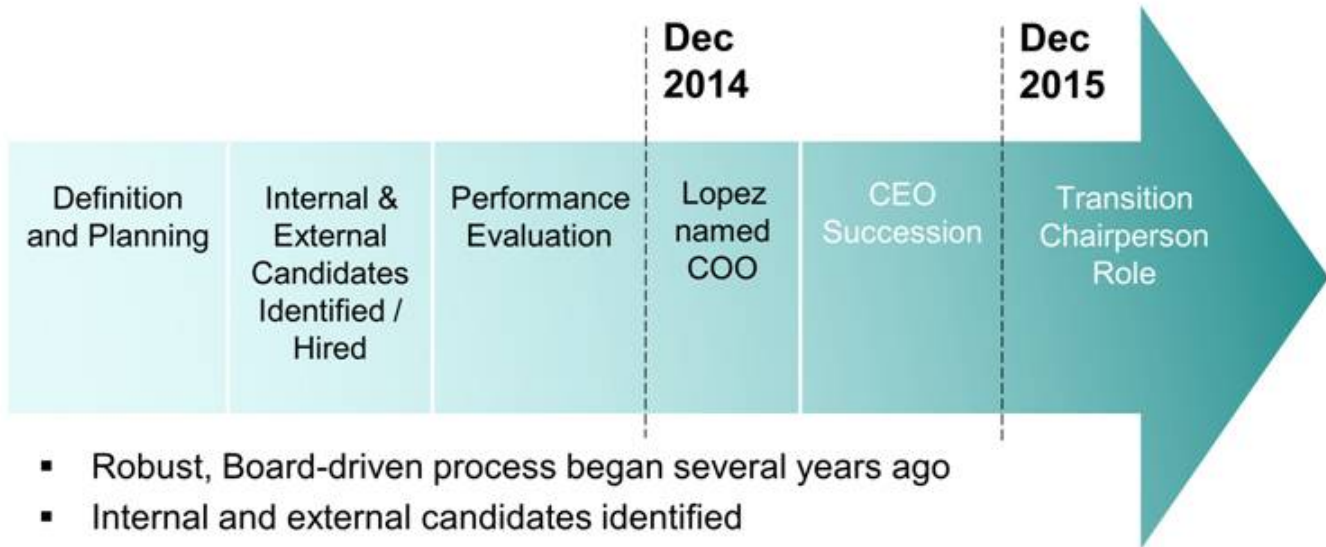 Dec
2014
Dec
2015
Definition
and Planning
Internal &
External
Candidates
Identified /
Hired
Performance
Evaluation
Lopez
named
COO
CEO
Succession
Transition
Chairperson
Role
▪ Robust, Board-driven process began several years ago
▪ Internal and external candidates identified